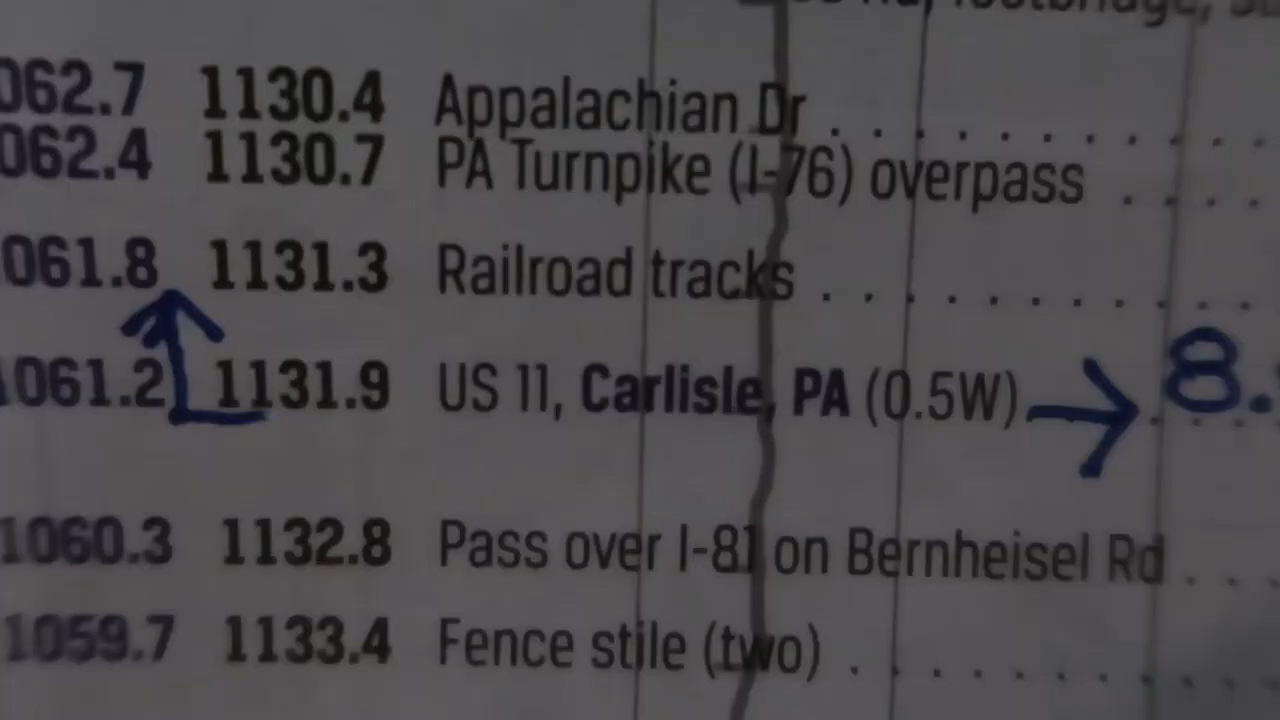 footbridge,
062.7 1130.4 Appalachian Dr . . . . . . . . . . .
062.4 1130.7 PA Turnpike (I-76) overpass . . . .
061.8 1131.3 Railroad tracks . . . . . . . . . . .
1061.2 1131.9 US 11, Carlisle, PA (0.5W) → 8.
1060.3 1132.8 Pass over I-81 on Bernheisel Rd . . .
1059.7 1133.4 Fence stile (two) . . . . . . . . . .